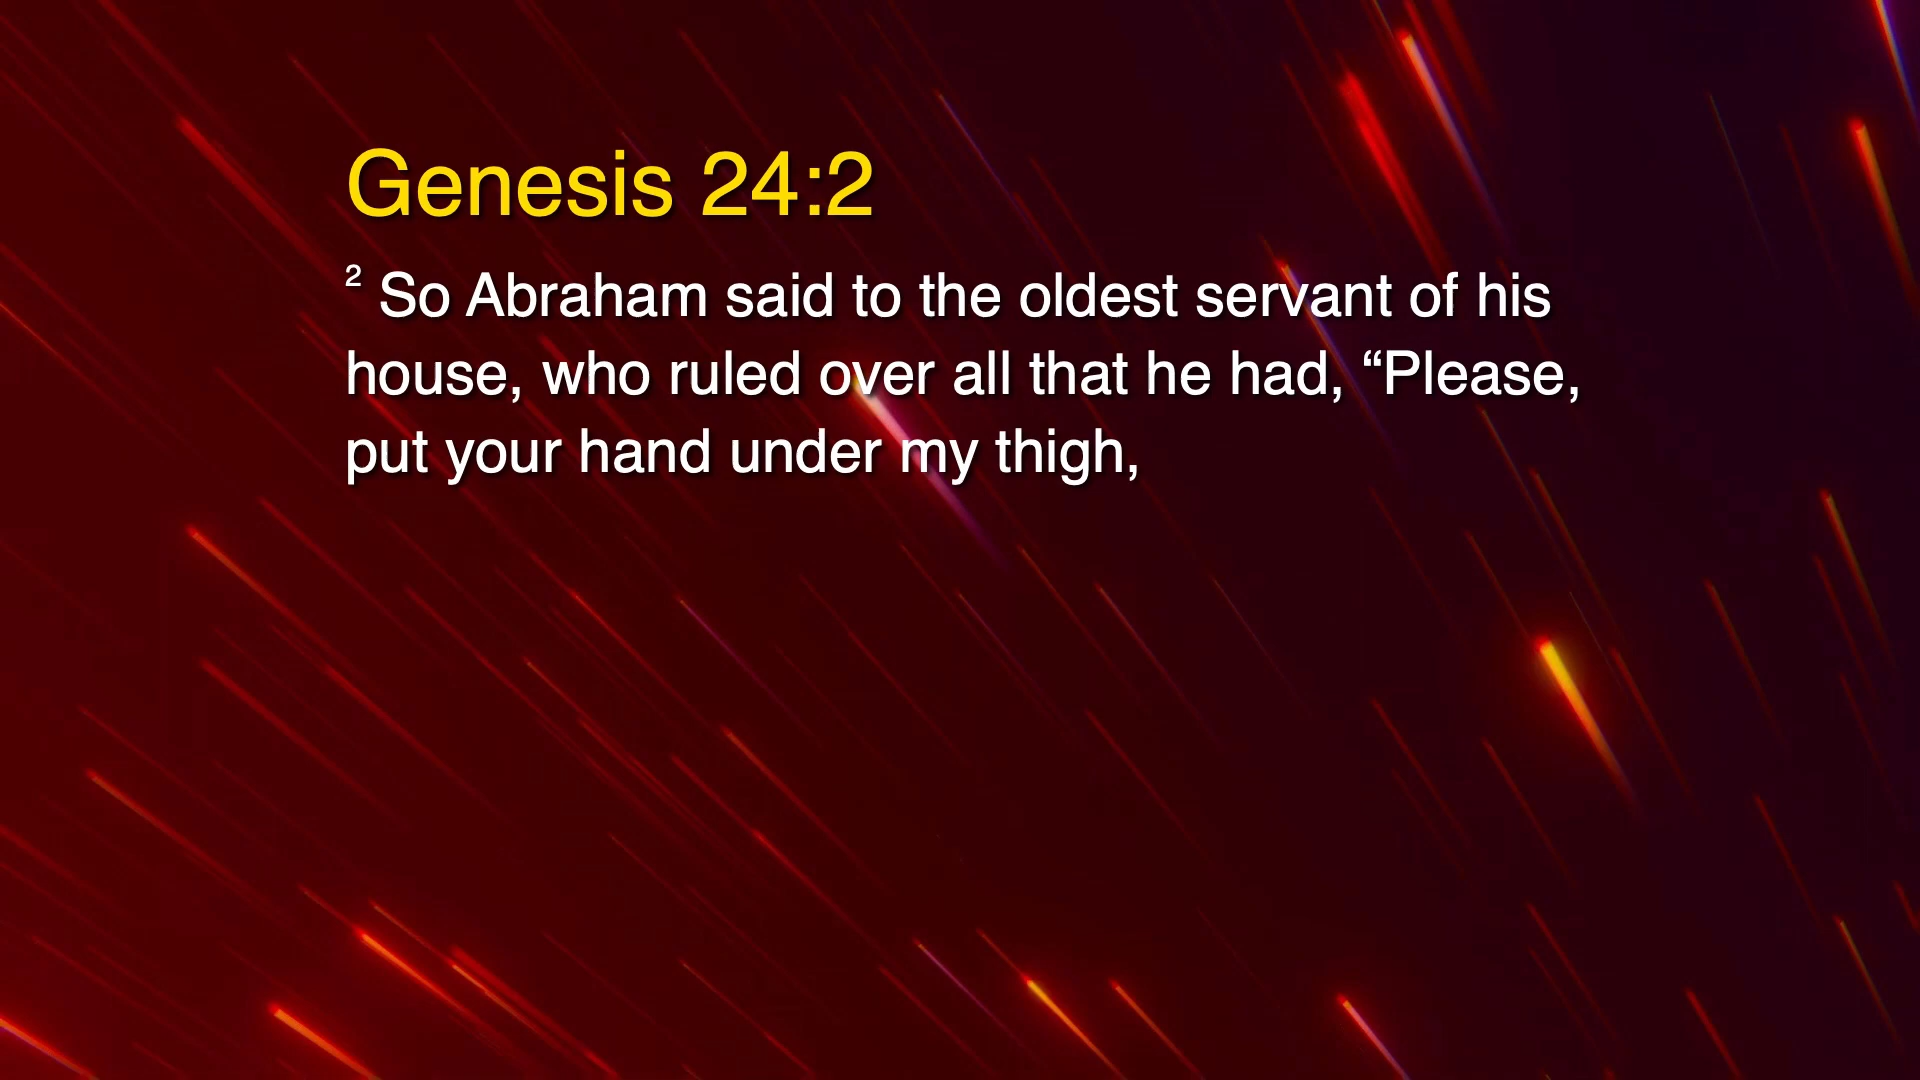 Genesis 24:2
² So Abraham said to the oldest servant of his
house, who ruled over all that he had, “Please,
put your hand under my thigh,